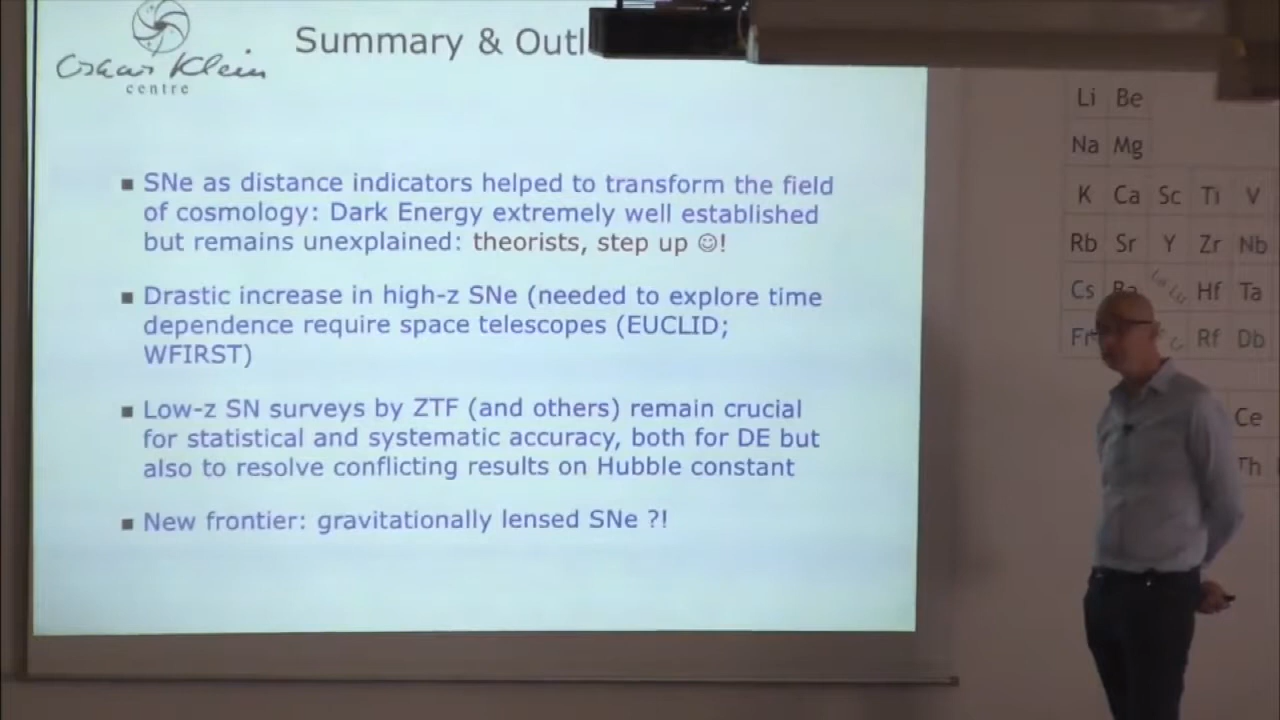 Oskar Klein
centre
Summary & Outl
■ SNe as distance indicators helped to transform the field
of cosmology: Dark Energy extremely well established
but remains unexplained: theorists, step up ☺!
■ Drastic increase in high-z SNe (needed to explore time
dependence require space telescopes (EUCLID;
WFIRST)
■ Low-z SN surveys by ZTF (and others) remain crucial
for statistical and systematic accuracy, both for DE but
also to resolve conflicting results on Hubble constant
■ New frontier: gravitationally lensed SNe ?!
Li Be
Na Mg
K Ca Sc Ti V
Rb Sr Y Zr Nb
Cs Ba La Lu Hf Ta
Fr Rf Db
Ce
Th